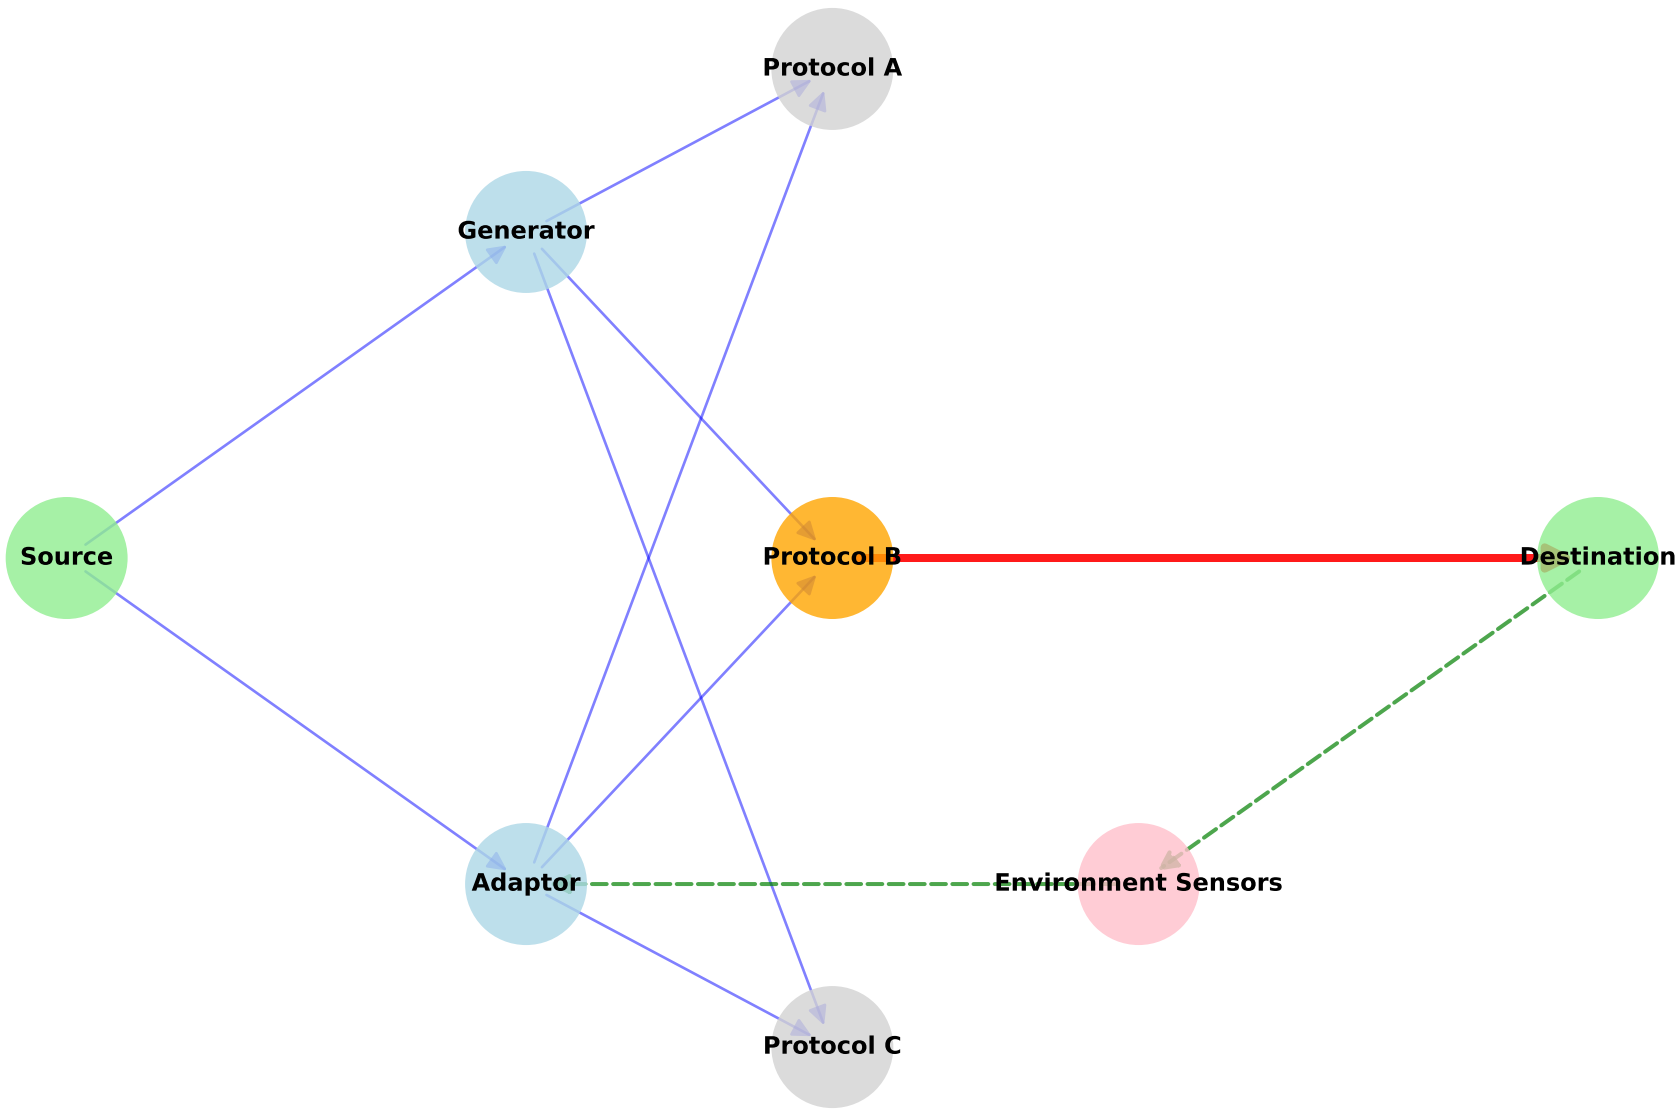 Protocol A
Generator
Source
Protocol B
Destination
Adaptor
Environment Sensors
Protocol C